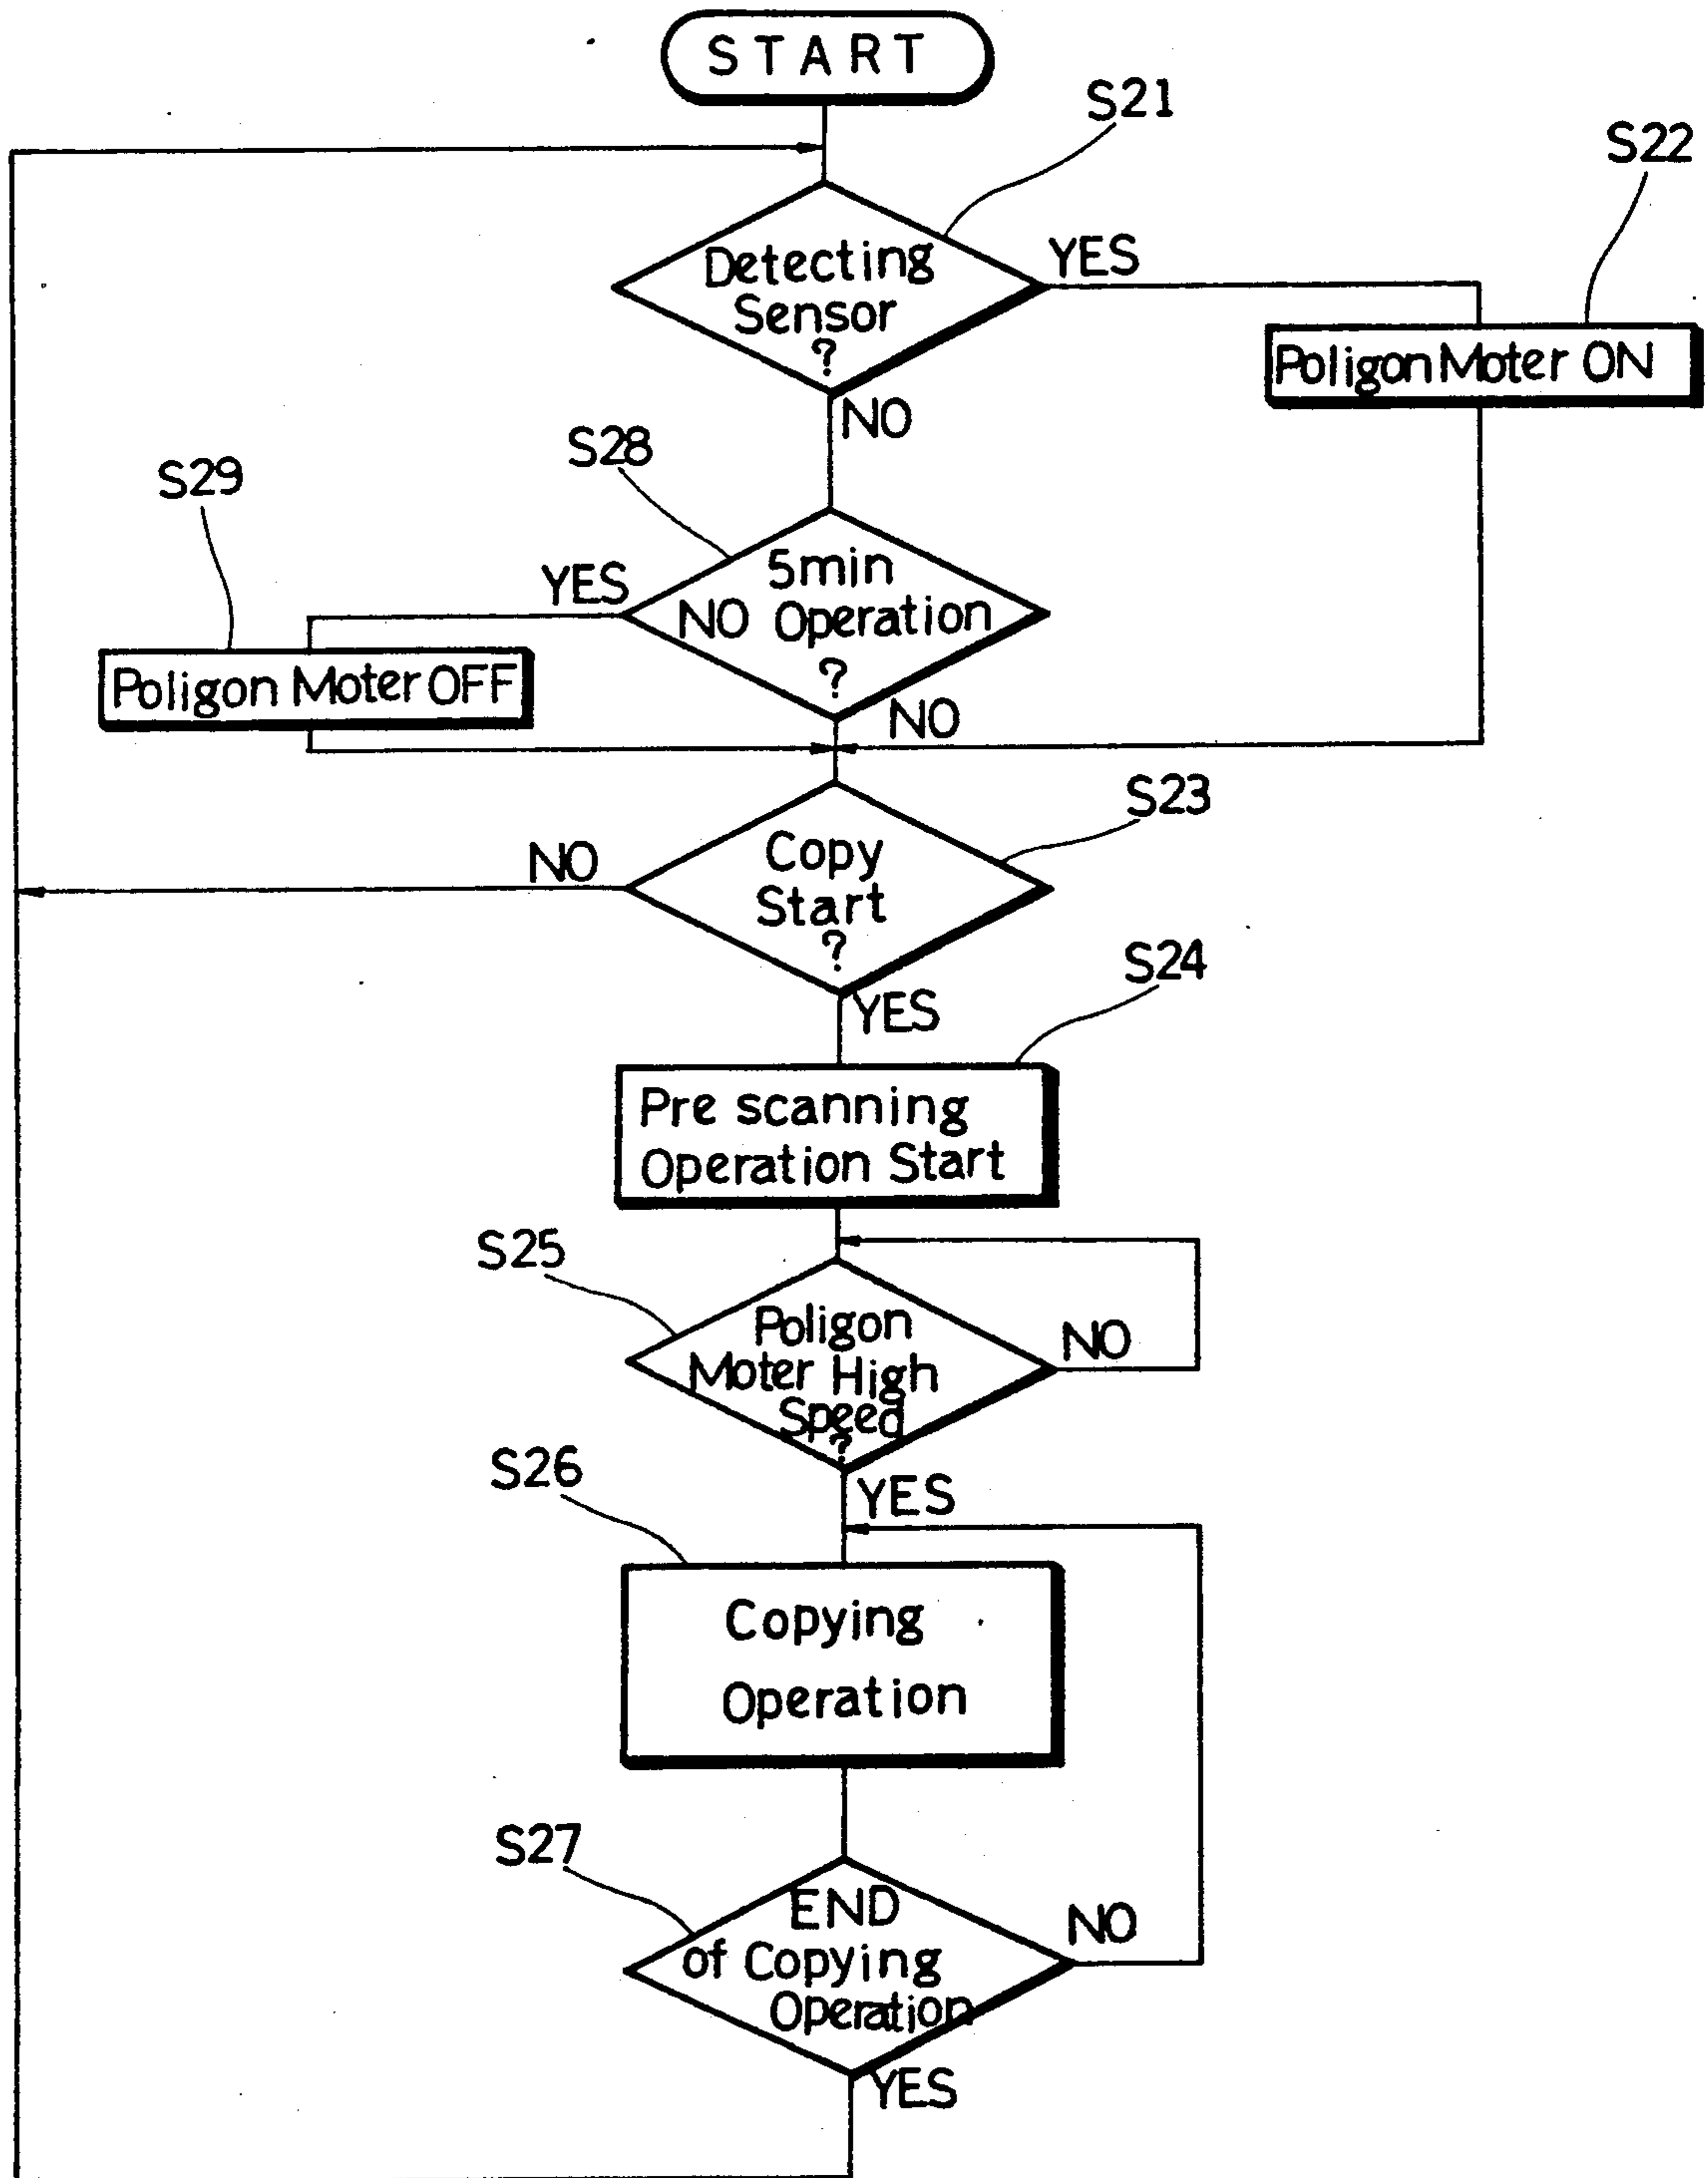 START
S21
S22
Detecting
Sensor
?
YES
Poligon Moter ON
NO
S28
S29
5min
NO Operation
?
YES
Poligon Moter OFF
NO
S23
Copy
Start
?
NO
S24
YES
Pre scanning
Operation Start
S25
Poligon
Moter High
Speed
?
NO
S26
YES
Copying
Operation
S27
END
of Copying
Operation
NO
YES